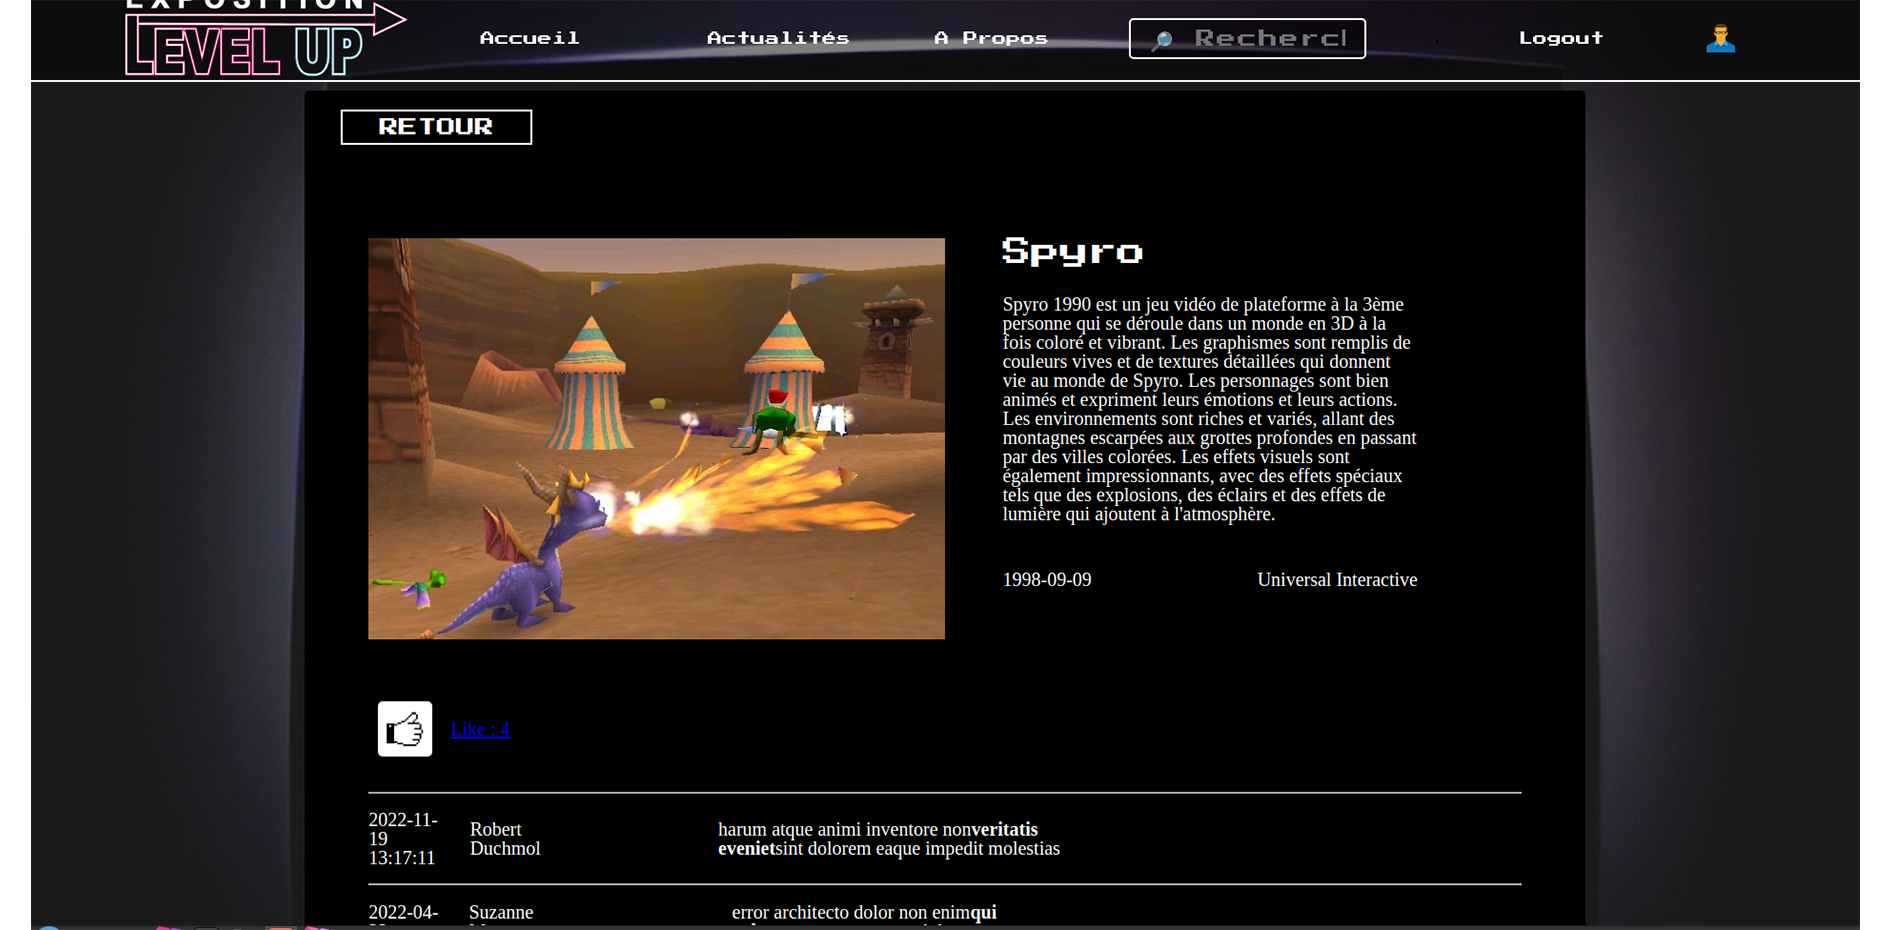 EXPOSITION
LEVEL UP
Accueil
Actualités
A Propos
Recherc
Logout
RETOUR
Spyro
Spyro 1990 est un jeu vidéo de plateforme à la 3ème
personne qui se déroule dans un monde en 3D à la
fois coloré et vibrant. Les graphismes sont remplis de
couleurs vives et de textures détaillées qui donnent
vie au monde de Spyro. Les personnages sont bien
animés et expriment leurs émotions et leurs actions.
Les environnements sont riches et variés, allant des
montagnes escarpées aux grottes profondes en passant
par des villes colorées. Les effets visuels sont
également impressionnants, avec des effets spéciaux
tels que des explosions, des éclairs et des effets de
lumière qui ajoutent à l'atmosphère.
1998-09-09
Universal Interactive
Like : 4
2022-11-
19
13:17:11
Robert
Duchmol
harum atque animi inventore nonveritatis
evenietsint dolorem eaque impedit molestias
2022-04-
Suzanne
error architecto dolor non enimqui